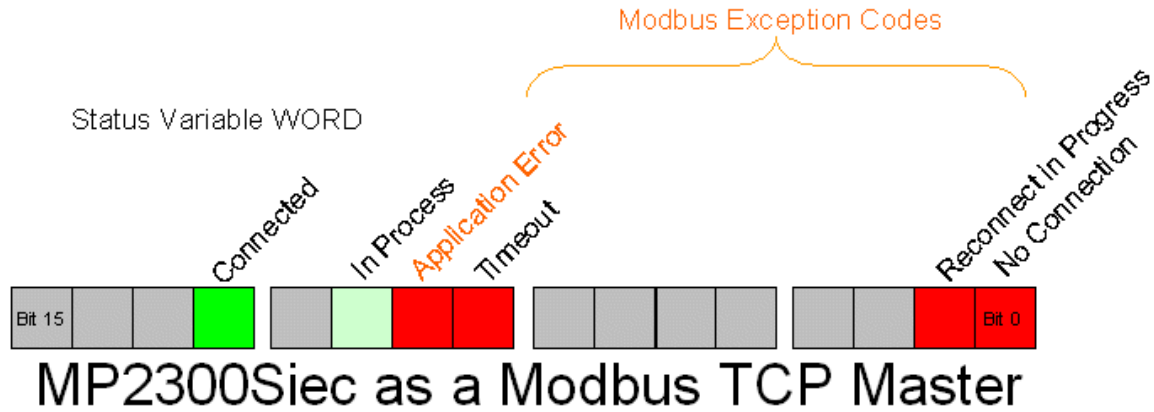 Modbus Exception Codes
Status Variable WORD
Connected
In Process
Application Error
Timeout
Reconnect in Progress
No Connection
Bit 15
Bit 0
MP2300Siec as a Modbus TCP Master